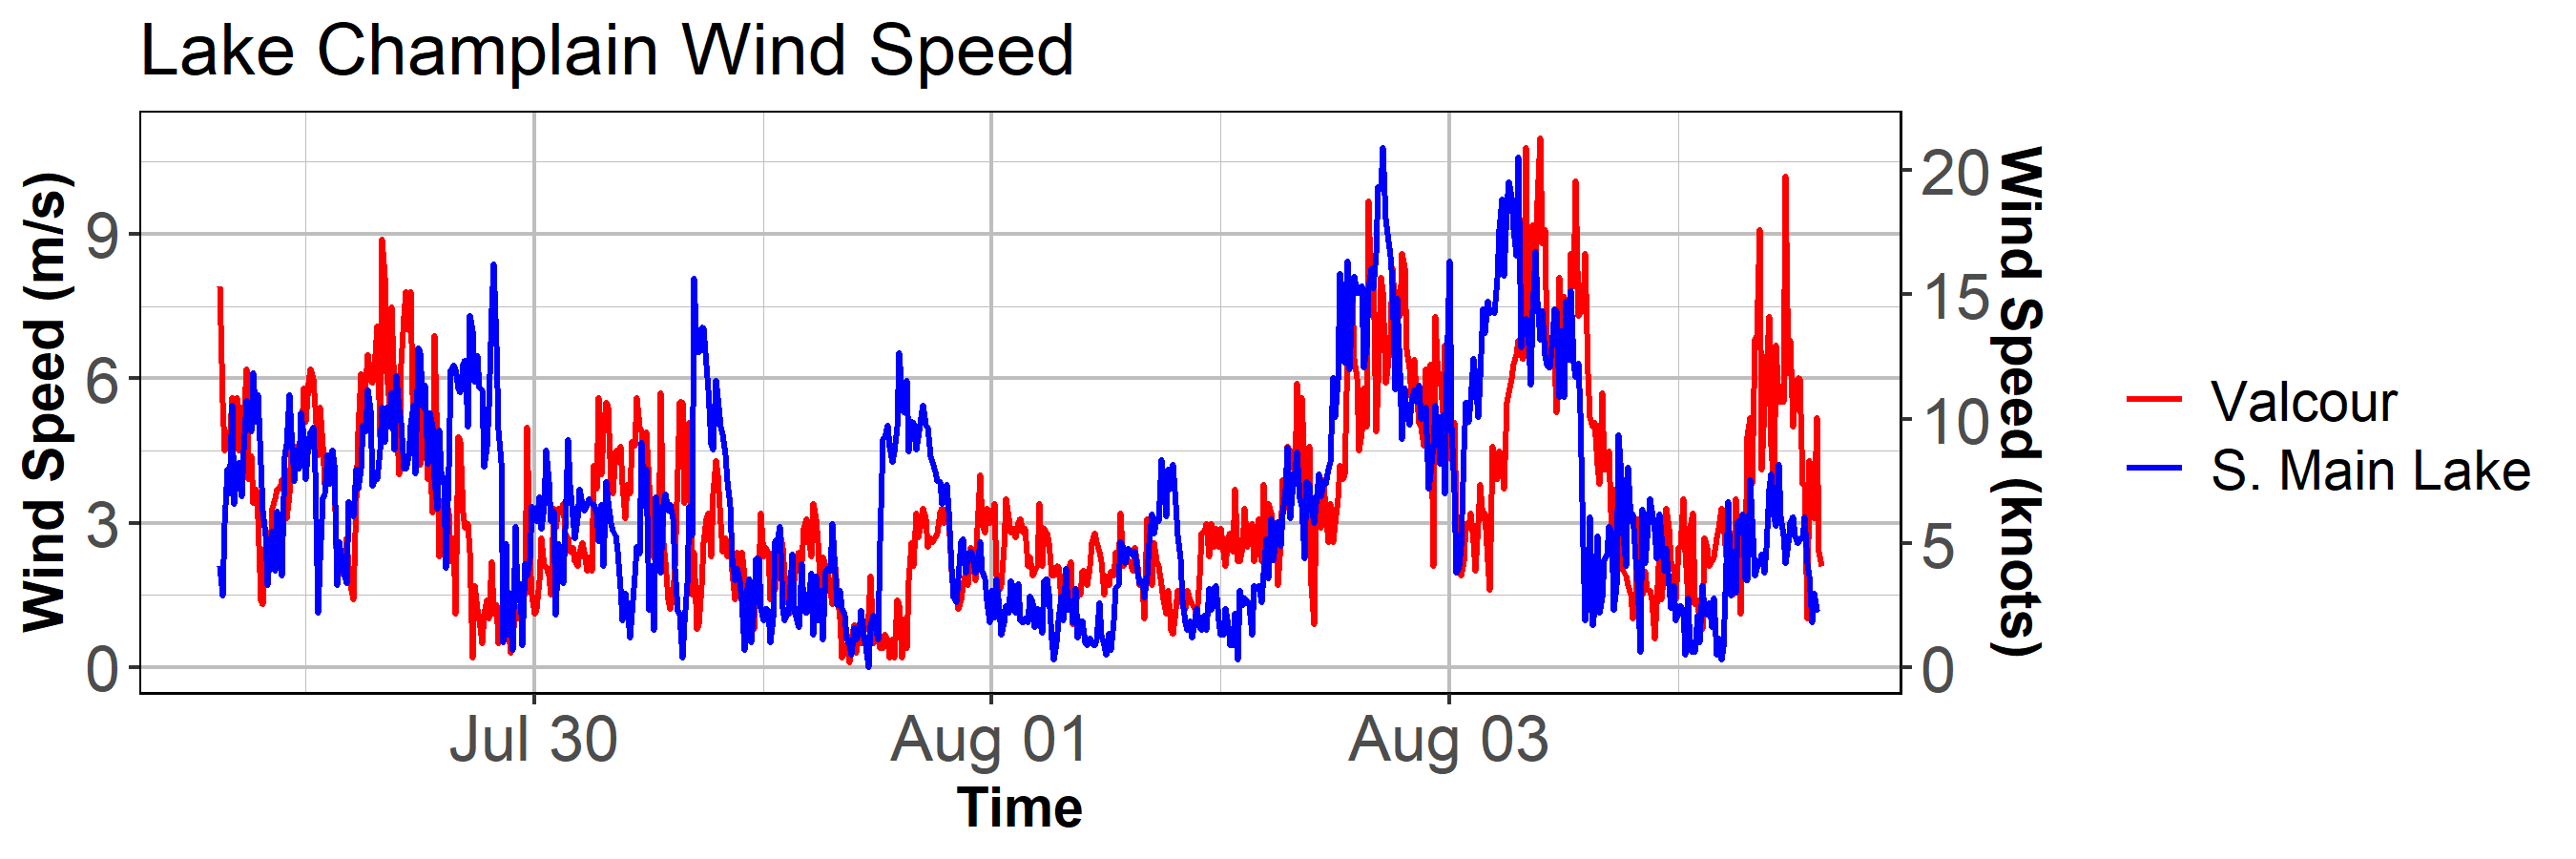 Lake Champlain Wind Speed
Wind Speed (m/s)
9
6
3
0
20
15
10
5
0
Wind Speed (knots)
Jul 30
Aug 01
Aug 03
Time
Valcour
S. Main Lake